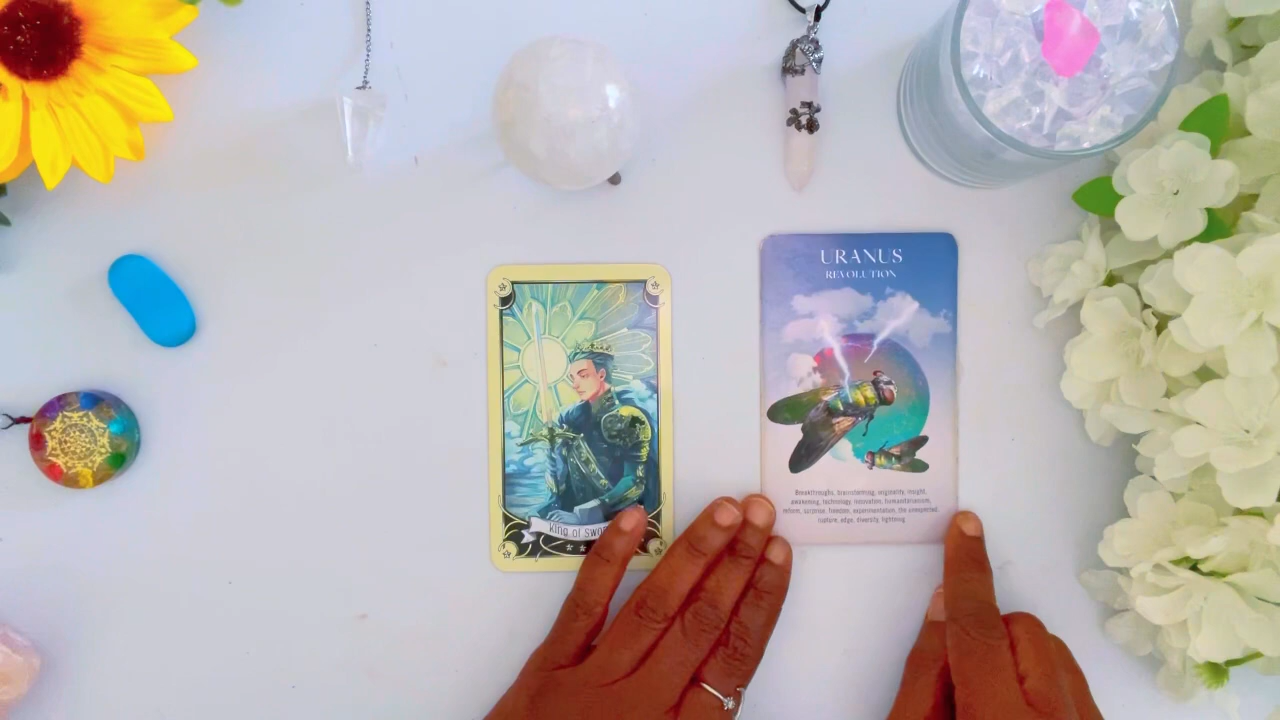 King of Swords
URANUS
REVOLUTION
Breakthroughs, brainstorming, originality, insight,
awakening, technology, innovation, humanitarianism,
reform, surprise, freedom, experimentation, the unexpected,
rupture, edge, diversity, lightning.